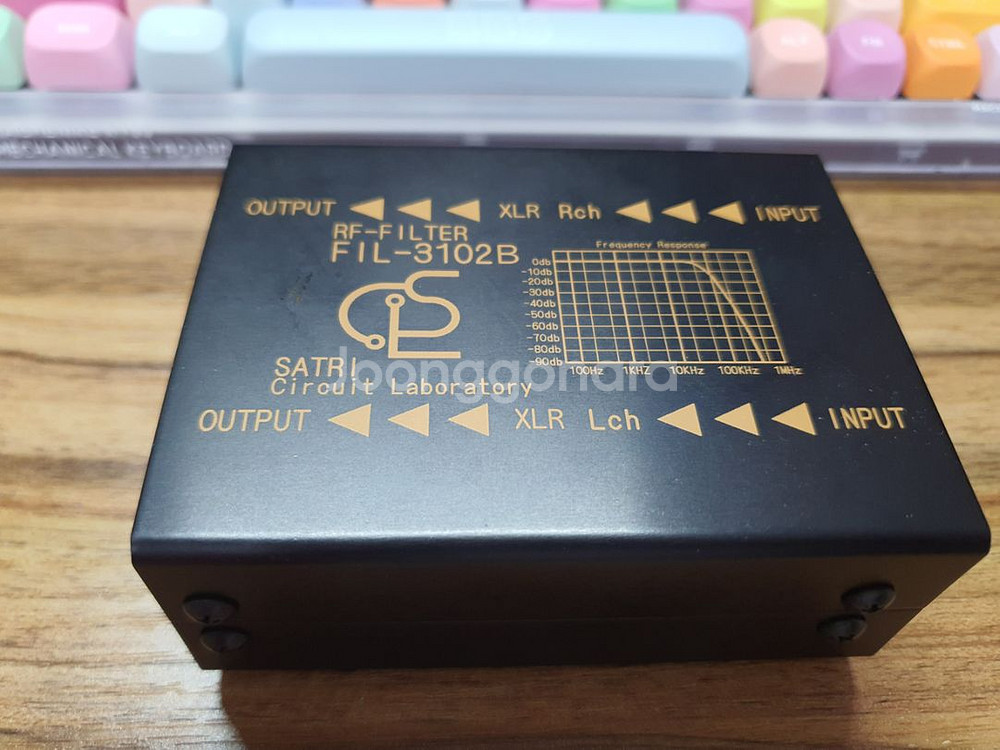 MECHANICAL KEYBOARD
OUTPUT XLR Rch INPUT
RF-FILTER
FIL-3102B
Frequency Response
0db
-10db
-20db
-30db
-40db
-50db
-60db
-70db
-80db
-90db
100Hz 1KHZ 10KHz 100KHz 1MHz
SATRI
Circuit Laboratory
joonggonara
OUTPUT XLR Lch INPUT